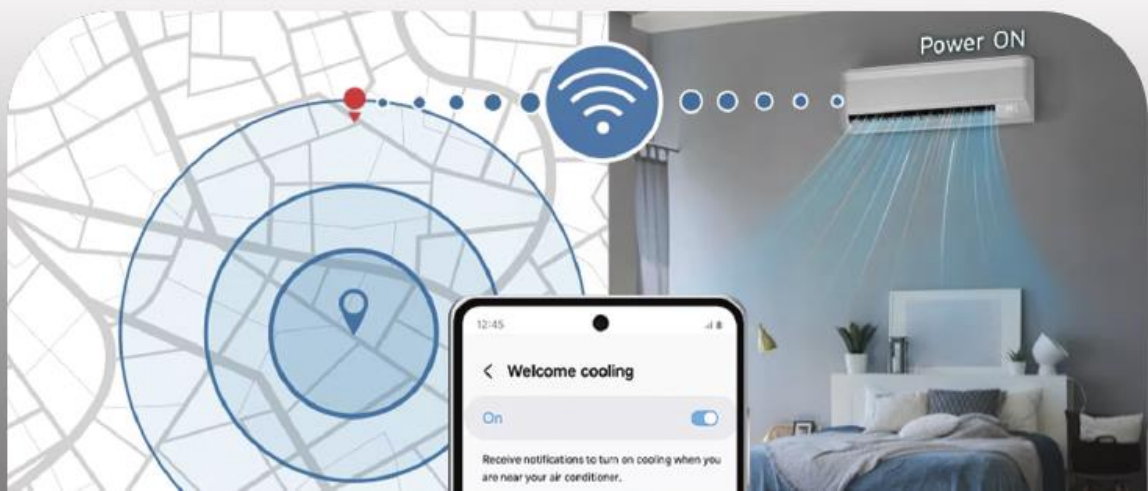 Power ON
12:45
Welcome cooling
On
Receive notifications to turn on cooling when you
are near your air conditioner.